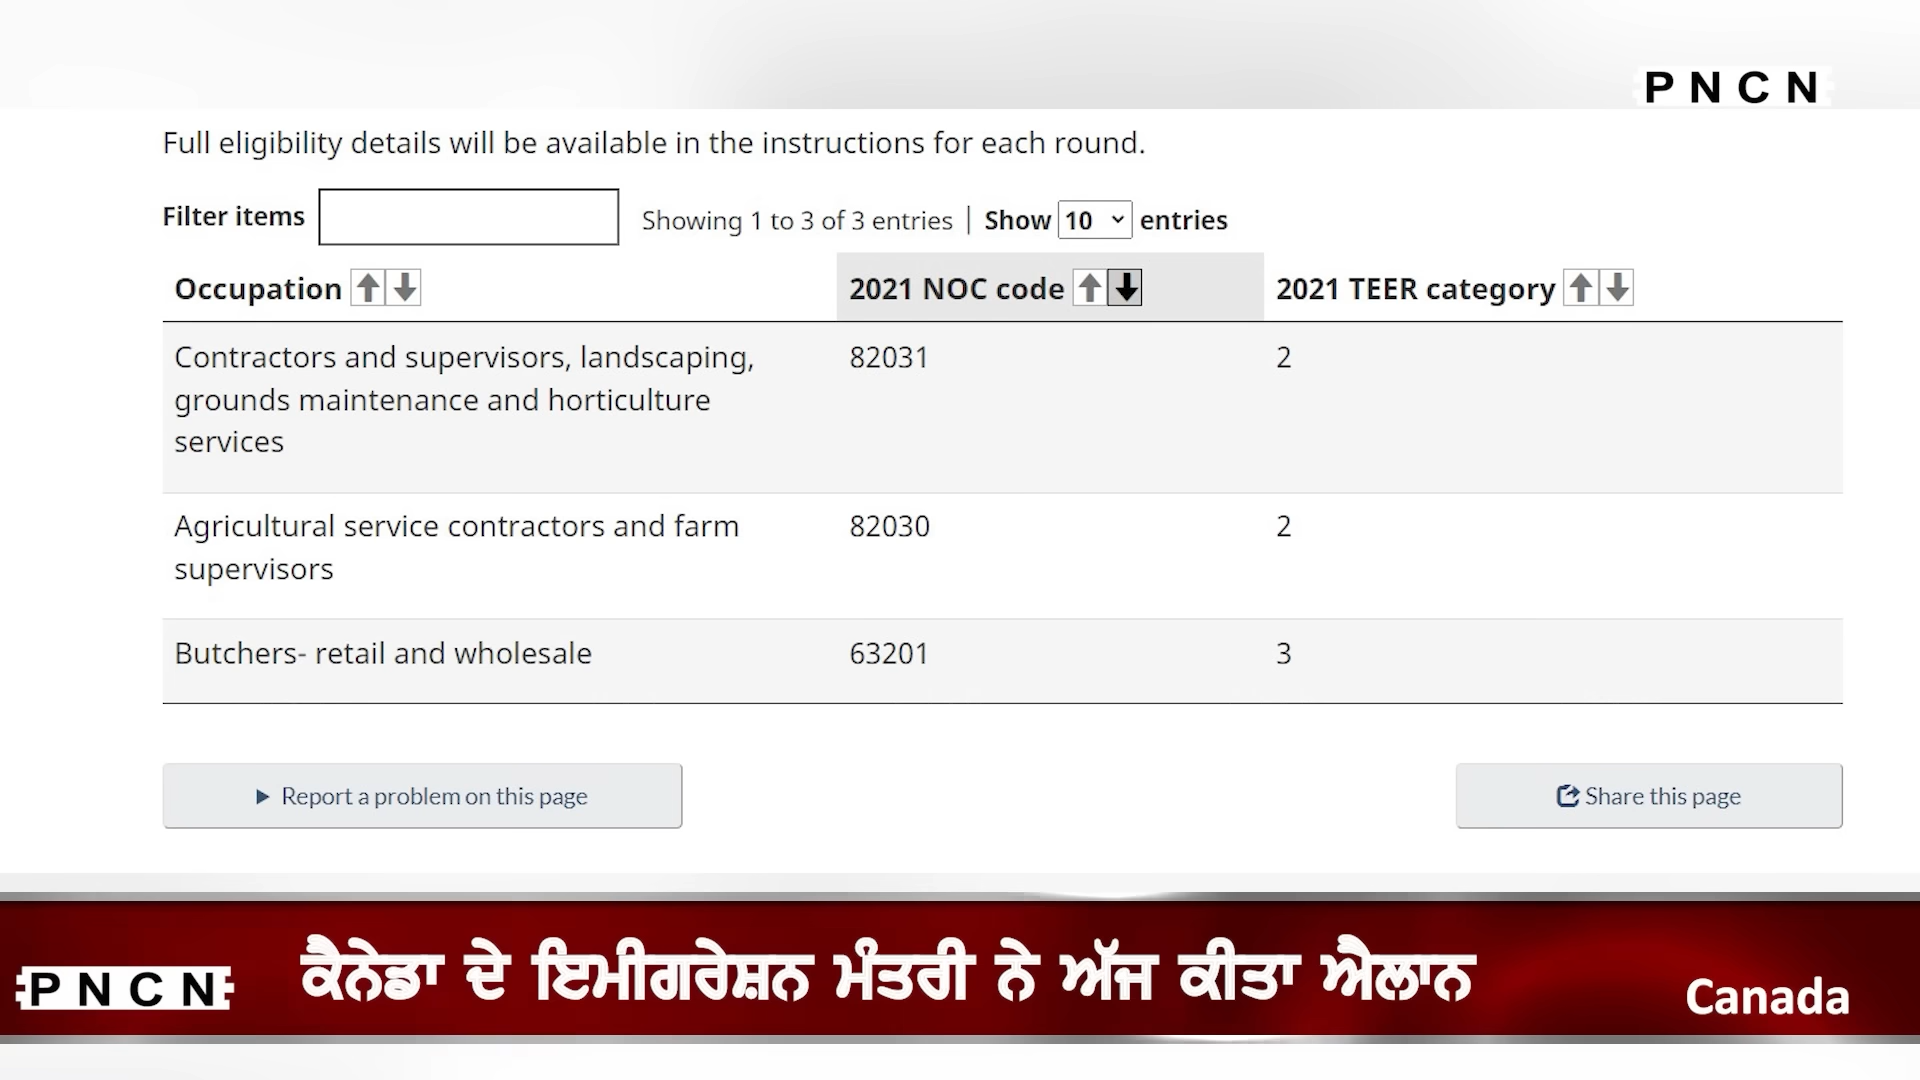 PNCN
Full eligibility details will be available in the instructions for each round.
Filter items Showing 1 to 3 of 3 entries | Show 10 entries
Occupation 2021 NOC code 2021 TEER category
Contractors and supervisors, landscaping, 82031 2
grounds maintenance and horticulture
services
Agricultural service contractors and farm 82030 2
supervisors
Butchers- retail and wholesale 63201 3
Report a problem on this page Share this page
ਕੈਨੇਡਾ ਦੇ ਇਮੀਗਰੇਸ਼ਨ ਮੰਤਰੀ ਨੇ ਅੱਜ ਕੀਤਾ ਐਲਾਨ
PNCN Canada